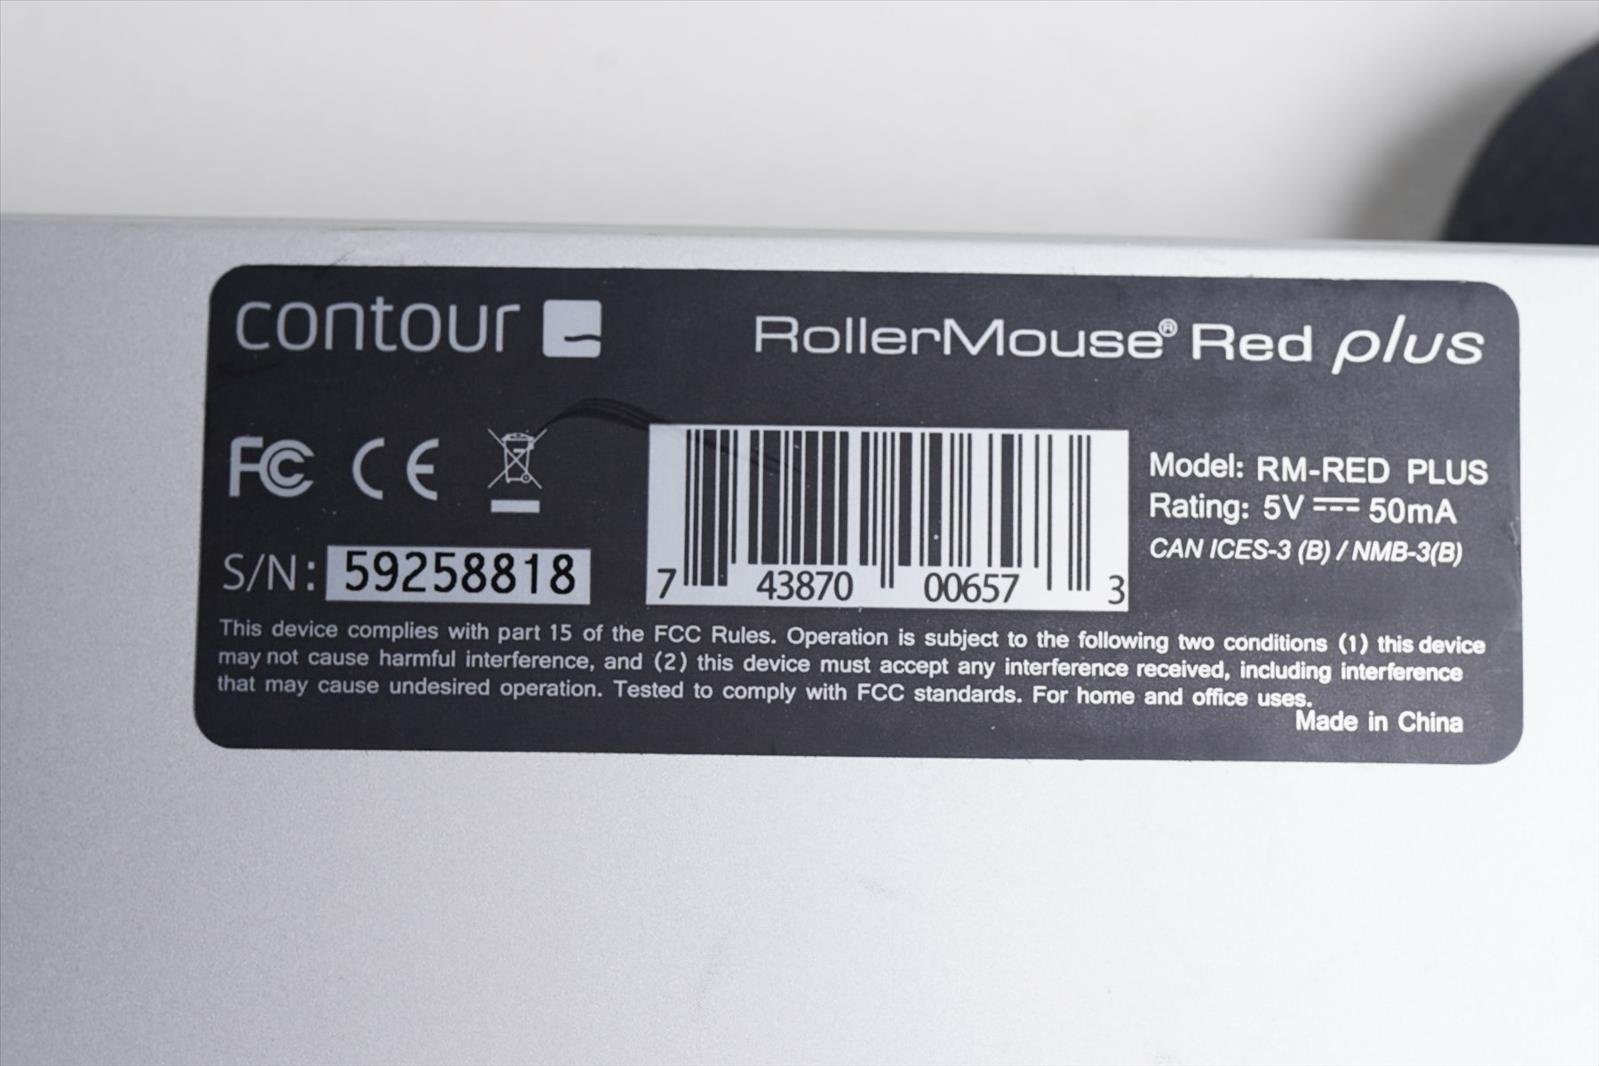 contour
RollerMouse® Red plus
FC CE
S/N: 59258818
7 43870 00657 3
Model: RM-RED PLUS
Rating: 5V ⎓ 50mA
CAN ICES-3 (B) / NMB-3(B)
This device complies with part 15 of the FCC Rules. Operation is subject to the following two conditions (1) this device
may not cause harmful interference, and (2) this device must accept any interference received, including interference
that may cause undesired operation. Tested to comply with FCC standards. For home and office uses.
Made in China